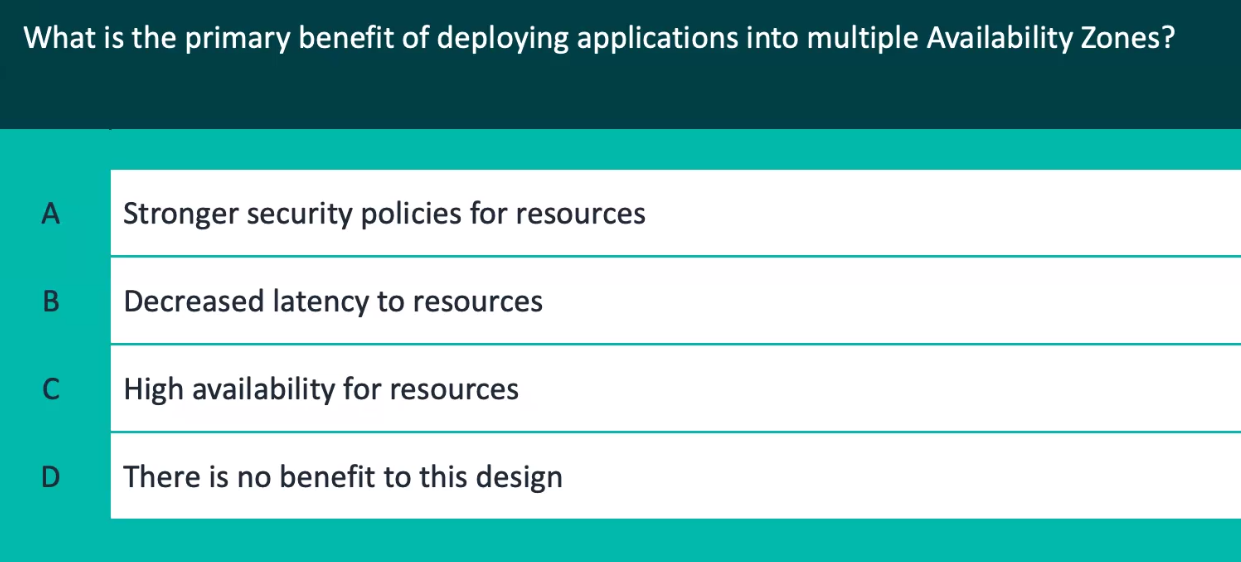 What is the primary benefit of deploying applications into multiple Availability Zones?
A Stronger security policies for resources
B Decreased latency to resources
C High availability for resources
D There is no benefit to this design